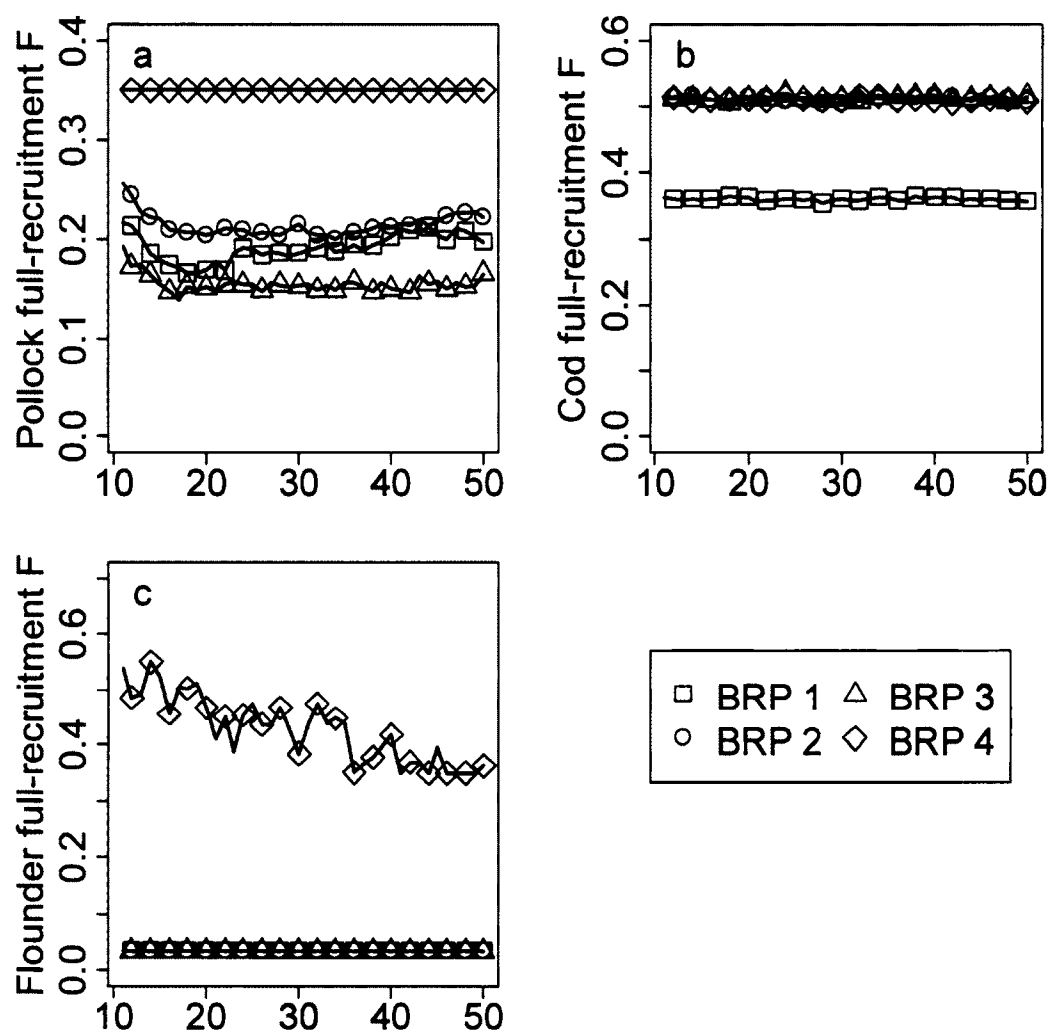 a
Pollock full-recruitment F
0.0 0.1 0.2 0.3 0.4
10 20 30 40 50
b
Cod full-recruitment F
0.0 0.2 0.4 0.6
10 20 30 40 50
c
Flounder full-recruitment F
0.0 0.2 0.4 0.6
10 20 30 40 50
BRP 1 BRP 3
BRP 2 BRP 4